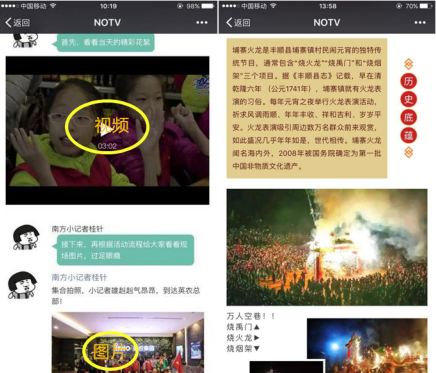 中国移动
10:19
98%
返回
NOTV
首先，看看当天的精彩花絮
视频
03:02
南方小记者桂针
接下来，再根据活动流程给大家看看现
场图片，过足眼瘾
南方小记者桂针
集合拍照，小记者雄赳赳气昂昂，到达英农总
部！
图片
中国移动
13:58
70%
返回
NOTV
埔寨火龙是丰顺县埔寨镇村民闹元宵的独特传
统节目，通常包含“烧火龙”“烧禹门”和“烧烟
架”三个项目。据《丰顺县志》记载，早在清
乾隆六年 （公元1741年），埔寨镇就有火龙表
演的习俗。每年元宵之夜举行火龙表演活动，
祈求风调雨顺、年年丰收、祥和吉利，岁岁平
安。火龙表演吸引周边数万名群众前来观赏，
如此盛况几乎年年如是，世代相传。埔寨火龙
闻名海内外，2008年被国务院确定为第一批
中国非物质文化遗产。
历
史
底
蕴
万人空巷！！
烧禹门▲
烧火龙▶
烧烟架▼